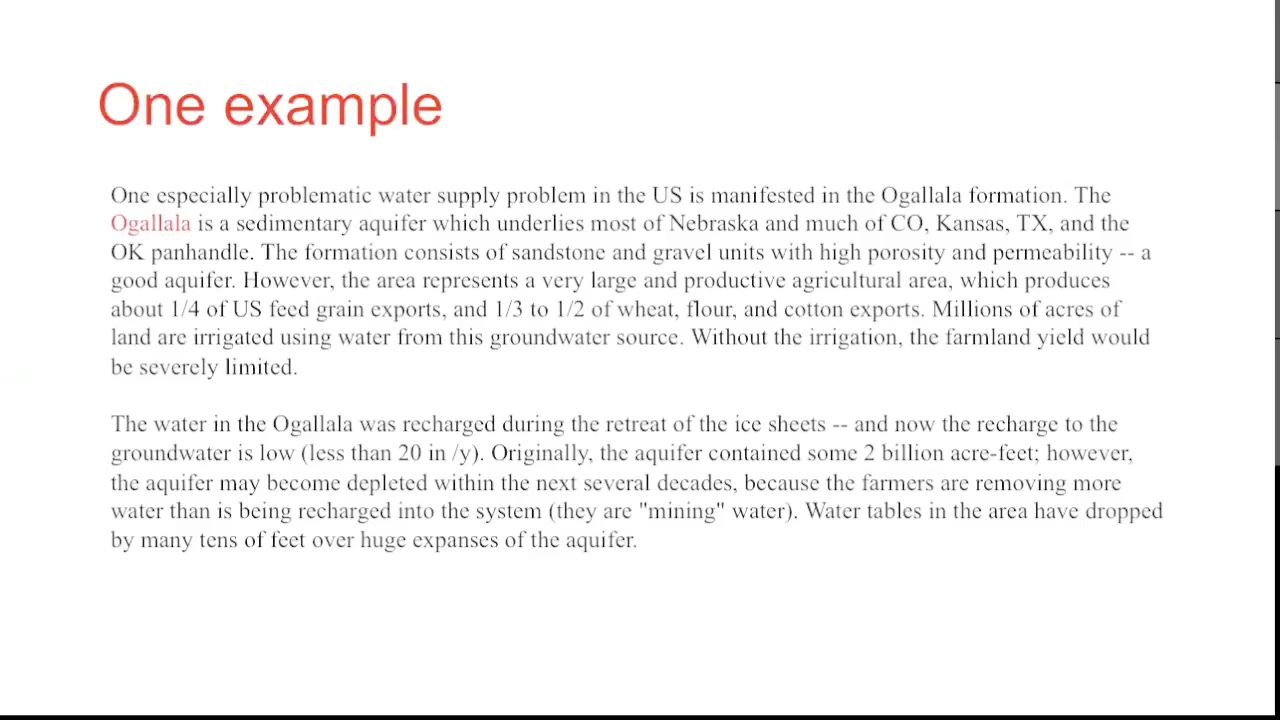 One example
One especially problematic water supply problem in the US is manifested in the Ogallala formation. The
Ogallala is a sedimentary aquifer which underlies most of Nebraska and much of CO, Kansas, TX, and the
OK panhandle. The formation consists of sandstone and gravel units with high porosity and permeability -- a
good aquifer. However, the area represents a very large and productive agricultural area, which produces
about 1/4 of US feed grain exports, and 1/3 to 1/2 of wheat, flour, and cotton exports. Millions of acres of
land are irrigated using water from this groundwater source. Without the irrigation, the farmland yield would
be severely limited.
The water in the Ogallala was recharged during the retreat of the ice sheets -- and now the recharge to the
groundwater is low (less than 20 in /y). Originally, the aquifer contained some 2 billion acre-feet; however,
the aquifer may become depleted within the next several decades, because the farmers are removing more
water than is being recharged into the system (they are "mining" water). Water tables in the area have dropped
by many tens of feet over huge expanses of the aquifer.